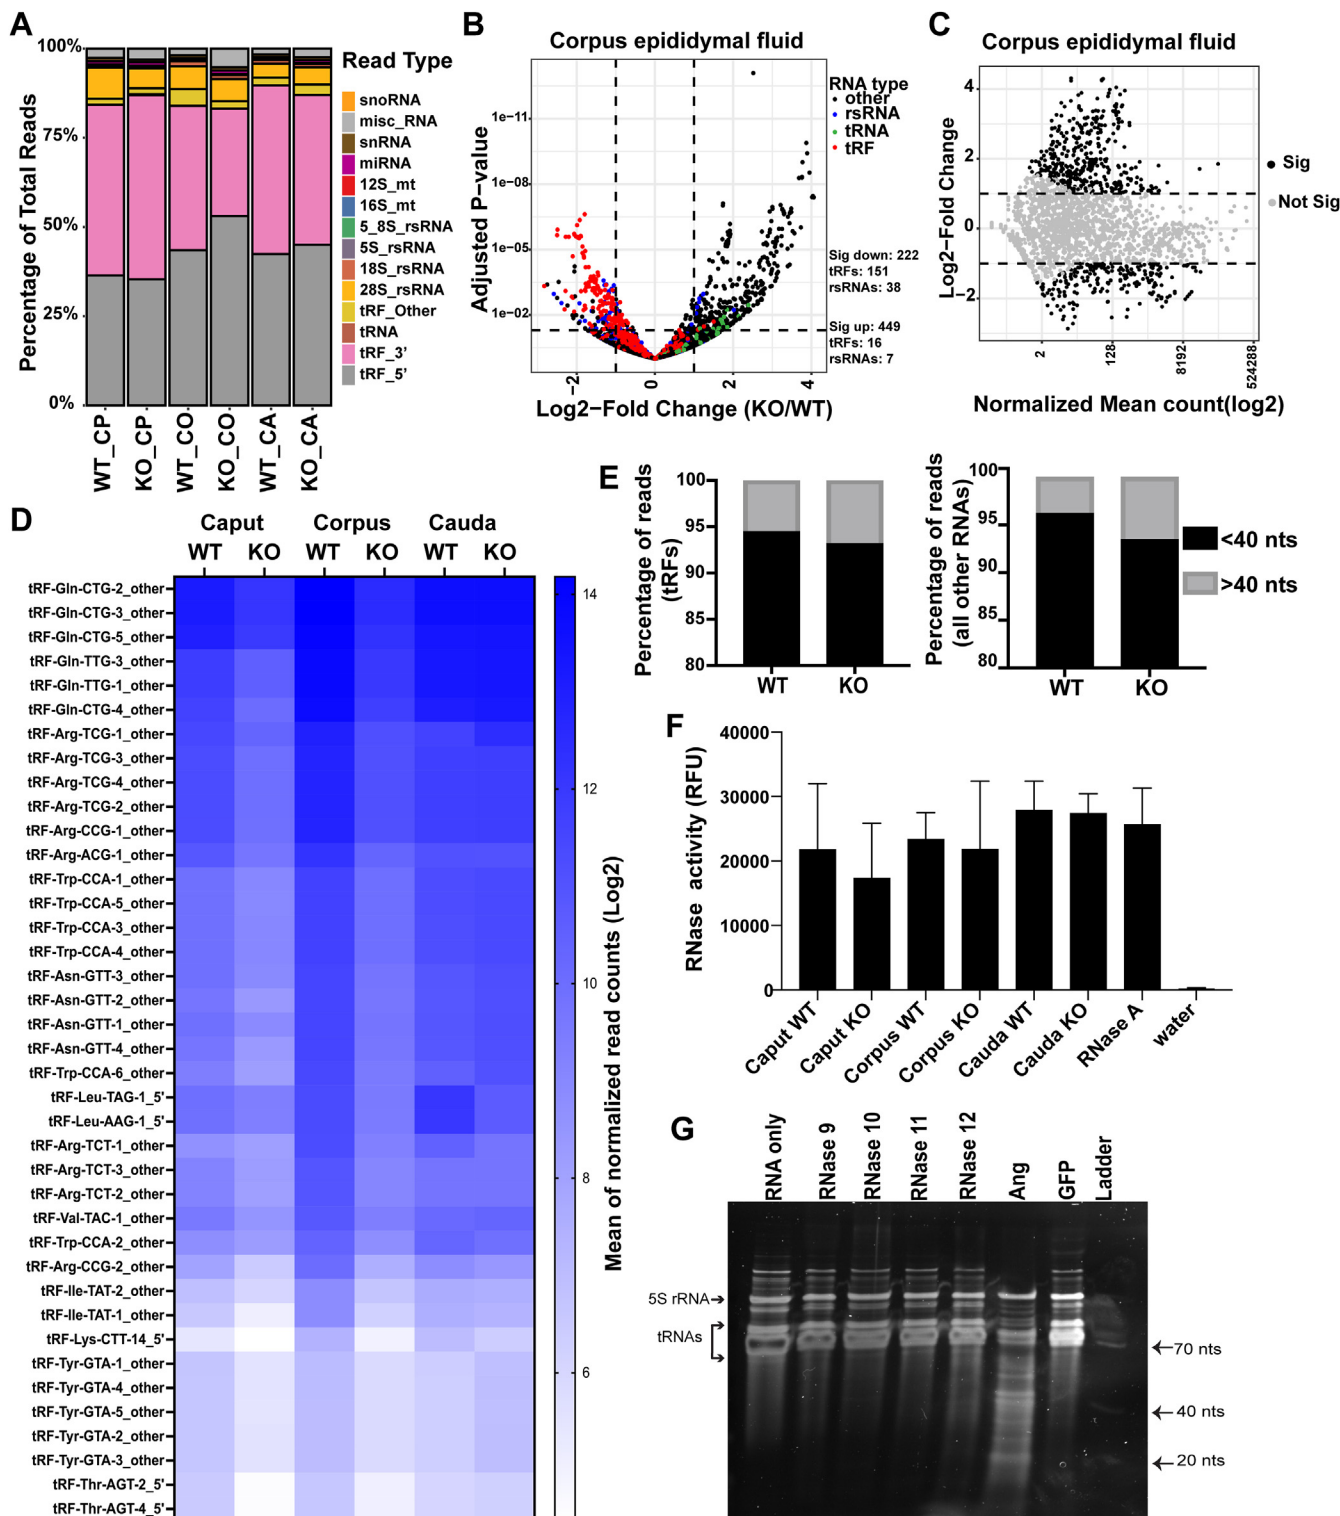 A
100%
75%
50%
25%
0%
Percentage of Total Reads
WT_CP
KO_CP
WT_CO
KO_CO
WT_CA
KO_CA
Read Type
snoRNA
misc_RNA
snRNA
miRNA
12S_mt
16S_mt
5_8S_rsRNA
5S_rsRNA
18S_rsRNA
28S_rsRNA
tRF_Other
tRNA
tRF_3'
tRF_5'
B
Corpus epididymal fluid
Adjusted P−value
1e−11
1e−08
1e−05
1e−02
−2
0
2
4
Log2−Fold Change (KO/WT)
RNA type
other
rsRNA
tRNA
tRF
Sig down: 222
tRFs: 151
rsRNAs: 38
Sig up: 449
tRFs: 16
rsRNAs: 7
C
Corpus epididymal fluid
Log2−Fold Change
4
2
0
−2
2
128
8192
524288
Normalized Mean count(log2)
Sig
Not Sig
D
Caput
Corpus
Cauda
WT KO WT KO WT KO
tRF-Gln-CTG-2_other
tRF-Gln-CTG-3_other
tRF-Gln-CTG-5_other
tRF-Gln-TTG-3_other
tRF-Gln-TTG-1_other
tRF-Gln-CTG-4_other
tRF-Arg-TCG-1_other
tRF-Arg-TCG-3_other
tRF-Arg-TCG-4_other
tRF-Arg-TCG-2_other
tRF-Arg-CCG-1_other
tRF-Arg-ACG-1_other
tRF-Trp-CCA-1_other
tRF-Trp-CCA-5_other
tRF-Trp-CCA-3_other
tRF-Trp-CCA-4_other
tRF-Asn-GTT-3_other
tRF-Asn-GTT-2_other
tRF-Asn-GTT-1_other
tRF-Asn-GTT-4_other
tRF-Trp-CCA-6_other
tRF-Leu-TAG-1_5'
tRF-Leu-AAG-1_5'
tRF-Arg-TCT-1_other
tRF-Arg-TCT-3_other
tRF-Arg-TCT-2_other
tRF-Val-TAC-1_other
tRF-Trp-CCA-2_other
tRF-Arg-CCG-2_other
tRF-Ile-TAT-2_other
tRF-Ile-TAT-1_other
tRF-Lys-CTT-14_5'
tRF-Tyr-GTA-1_other
tRF-Tyr-GTA-4_other
tRF-Tyr-GTA-5_other
tRF-Tyr-GTA-2_other
tRF-Tyr-GTA-3_other
tRF-Thr-AGT-2_5'
tRF-Thr-AGT-4_5'
14
12
10
8
6
Mean of normalized read counts (Log2)
E
Percentage of reads
(tRFs)
100
95
90
85
80
WT
KO
Percentage of reads
(all other RNAs)
100
95
90
85
80
WT
KO
<40 nts
>40 nts
F
RNase activity (RFU)
40000
30000
20000
10000
0
Caput WT
Caput KO
Corpus WT
Corpus KO
Cauda WT
Cauda KO
RNase A
water
G
RNA only
RNase 9
RNase 10
RNase 11
RNase 12
Ang
GFP
Ladder
5S rRNA
tRNAs
70 nts
40 nts
20 nts